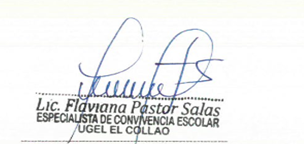 Lic. Flaviana Pastor Salas
ESPECIALISTA DE CONVIVENCIA ESCOLAR
UGEL EL COLLAO